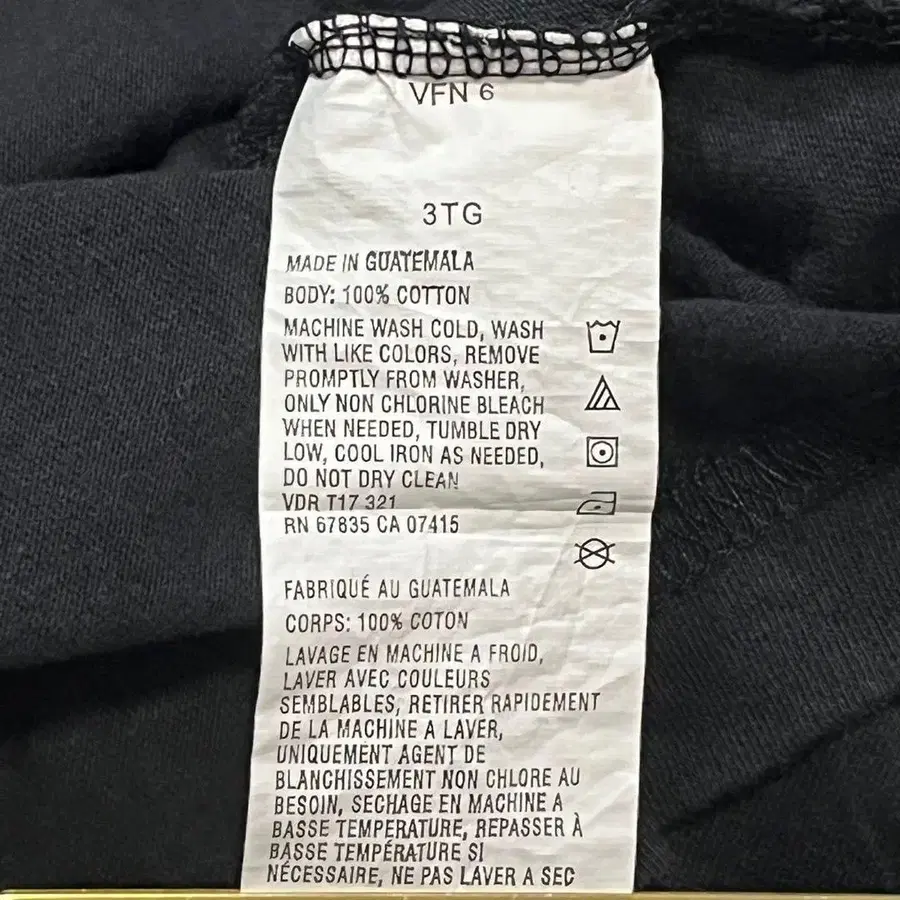 VFN 6
3TG
MADE IN GUATEMALA
BODY: 100% COTTON
MACHINE WASH COLD, WASH
WITH LIKE COLORS, REMOVE
PROMPTLY FROM WASHER,
ONLY NON CHLORINE BLEACH
WHEN NEEDED, TUMBLE DRY
LOW, COOL IRON AS NEEDED,
DO NOT DRY CLEAN
VDR T17 321
RN 67835 CA 07415
FABRIQUÉ AU GUATEMALA
CORPS: 100% COTON
LAVAGE EN MACHINE A FROID,
LAVER AVEC COULEURS
SEMBLABLES, RETIRER RAPIDEMENT
DE LA MACHINE A LAVER,
UNIQUEMENT AGENT DE
BLANCHISSEMENT NON CHLORE AU
BESOIN, SECHAGE EN MACHINE A
BASSE TEMPERATURE, REPASSER À
BASSE TEMPÉRATURE SI
NÉCESSAIRE, NE PAS LAVER A SEC